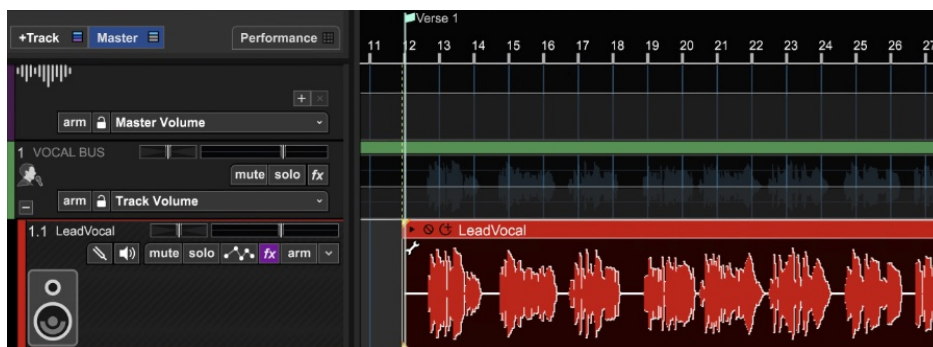 Verse 1
+Track Master Performance
11 12 13 14 15 16 17 18 19 20 21 22 23 24 25 26 27
arm Master Volume
1 VOCAL BUS
mute solo fx
arm Track Volume
1.1 LeadVocal
LeadVocal
mute solo fx arm